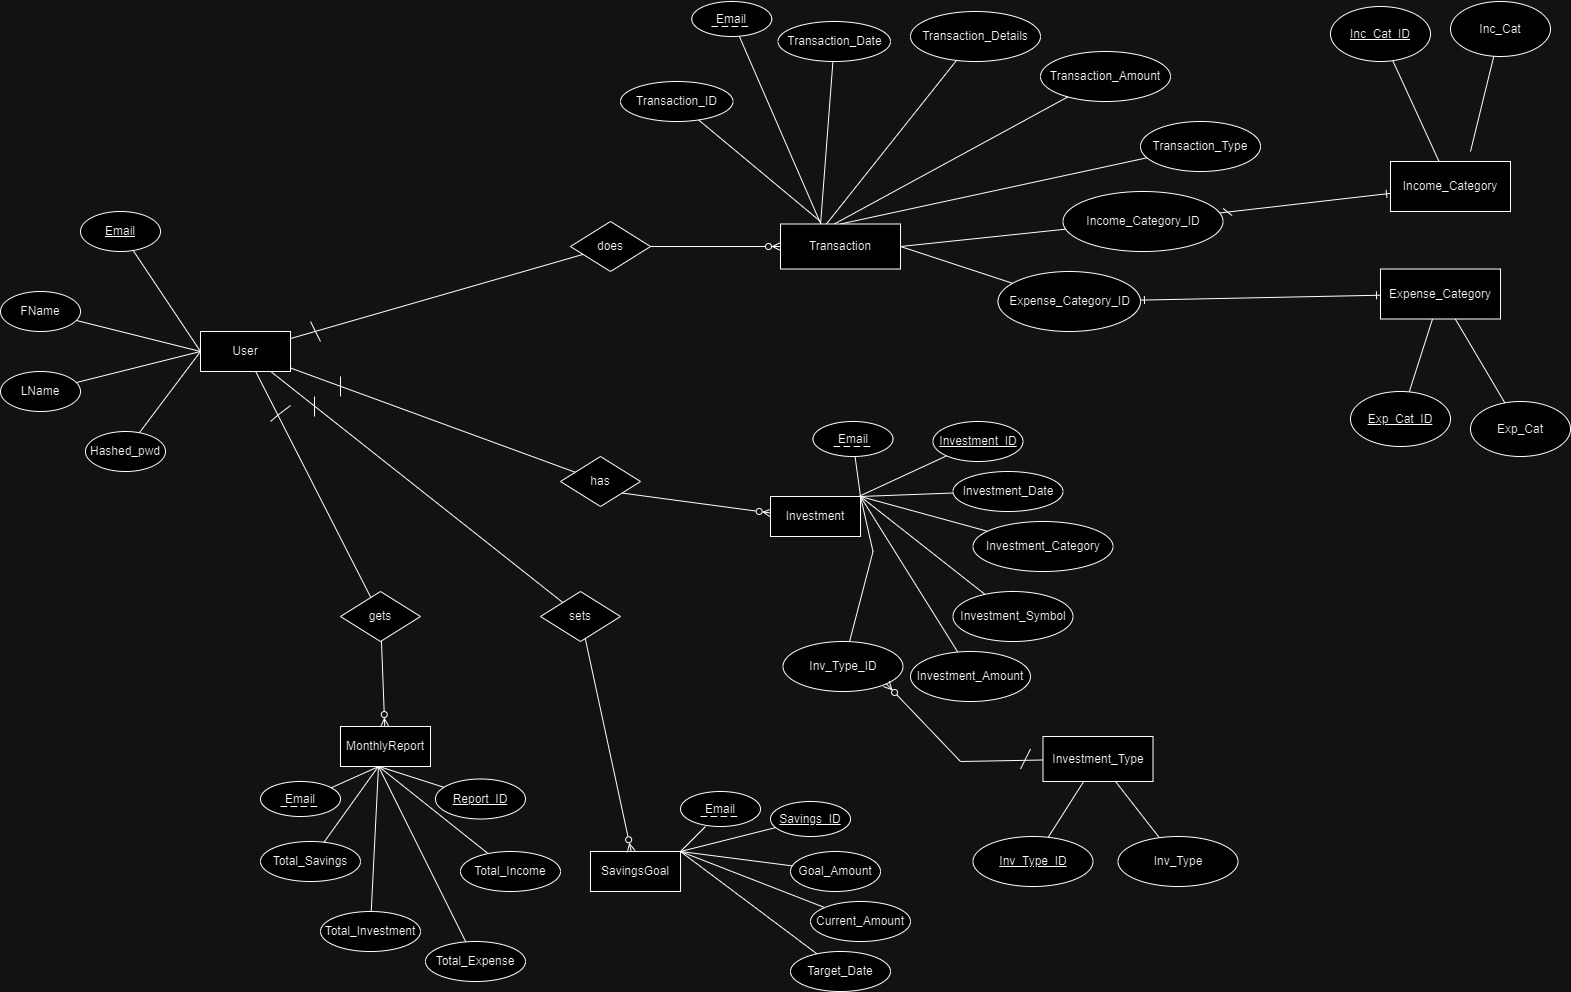 Email
Transaction_Date
Transaction_Details
Transaction_Amount
Transaction_ID
Transaction_Type
Inc_Cat_ID
Inc_Cat
Income_Category
Income_Category_ID
does
Transaction
Expense_Category_ID
Expense_Category
Exp_Cat_ID
Exp_Cat
Email
FName
User
LName
Hashed_pwd
has
Email
Investment_ID
Investment_Date
Investment
Investment_Category
Investment_Symbol
Inv_Type_ID
Investment_Amount
Investment_Type
Inv_Type_ID
Inv_Type
gets
sets
MonthlyReport
Email
Report_ID
Total_Savings
Total_Income
Total_Investment
Total_Expense
Email
Savings_ID
SavingsGoal
Goal_Amount
Current_Amount
Target_Date